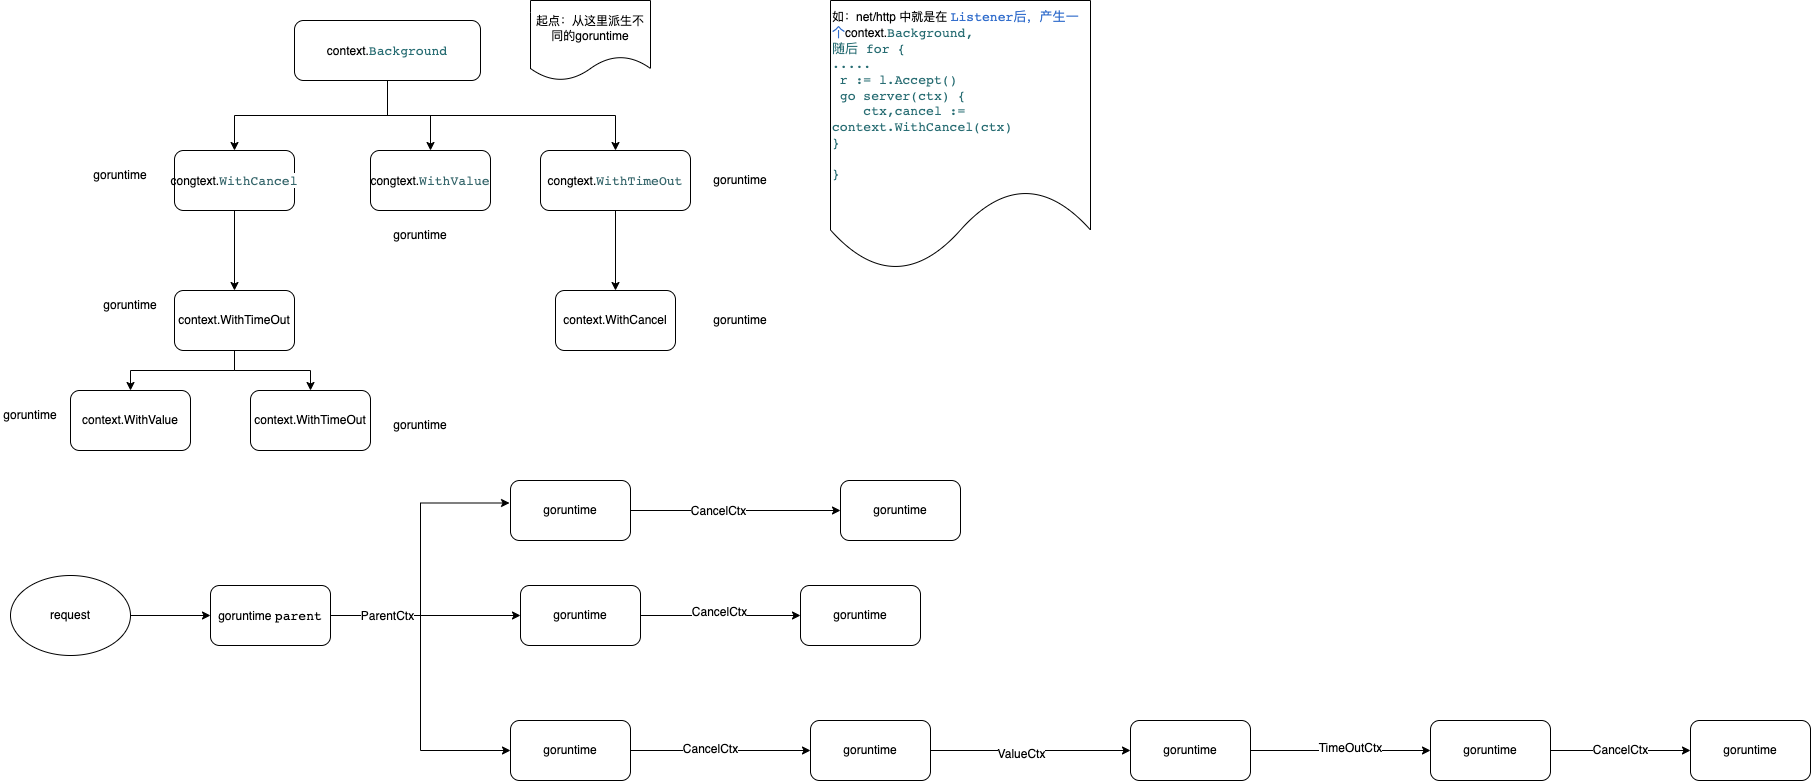 起点：从这里派生不
同的goruntime
如：net/http 中就是在 Listener后，产生一
个context.Background,
随后 for {
.....
r := l.Accept()
go server(ctx) {
ctx,cancel :=
context.WithCancel(ctx)
}
}
context.Background
goruntime
congtext.WithCancel
congtext.WithValue
congtext.WithTimeOut
goruntime
goruntime
goruntime
context.WithTimeOut
context.WithCancel
goruntime
goruntime
context.WithValue
context.WithTimeOut
goruntime
goruntime
CancelCtx
goruntime
request
goruntime parent
ParentCtx
goruntime
CancelCtx
goruntime
goruntime
CancelCtx
goruntime
ValueCtx
goruntime
TimeOutCtx
goruntime
CancelCtx
goruntime